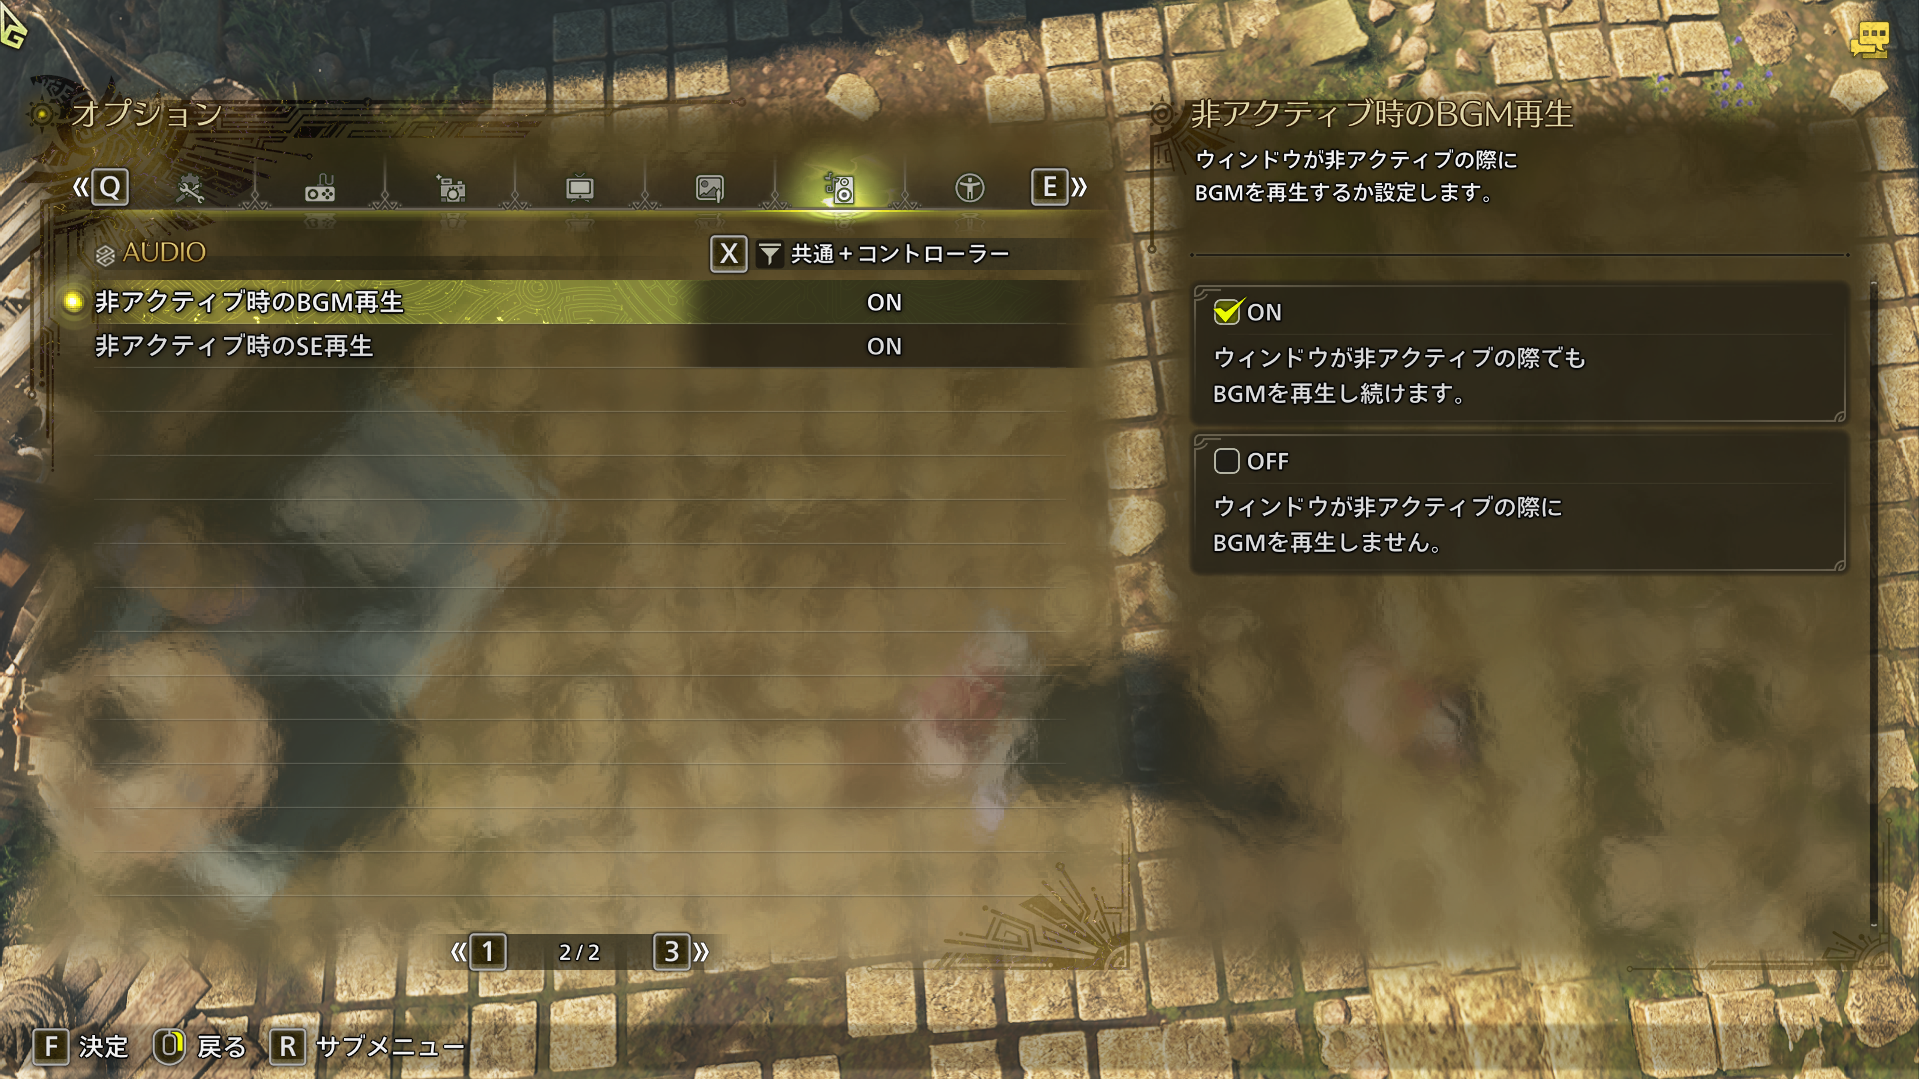 オプション
Q
E
AUDIO
X 共通+コントローラー
非アクティブ時のBGM再生 ON
非アクティブ時のSE再生 ON
1 2/2 3
F 決定 戻る R サブメニュー
非アクティブ時のBGM再生
ウィンドウが非アクティブの際に
BGMを再生するか設定します。
ON
ウィンドウが非アクティブの際でも
BGMを再生し続けます。
OFF
ウィンドウが非アクティブの際に
BGMを再生しません。